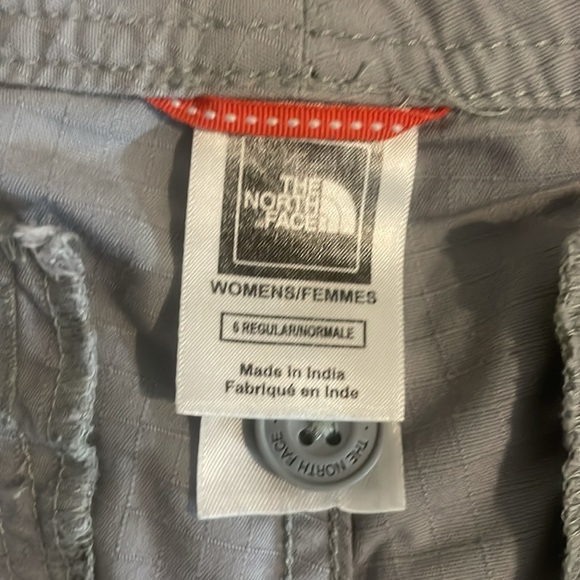 THE
NORTH
FACE
WOMENS/FEMMES
6 REGULAR/NORMALE
Made in India
Fabriqué en Inde
THE NORTH FACE